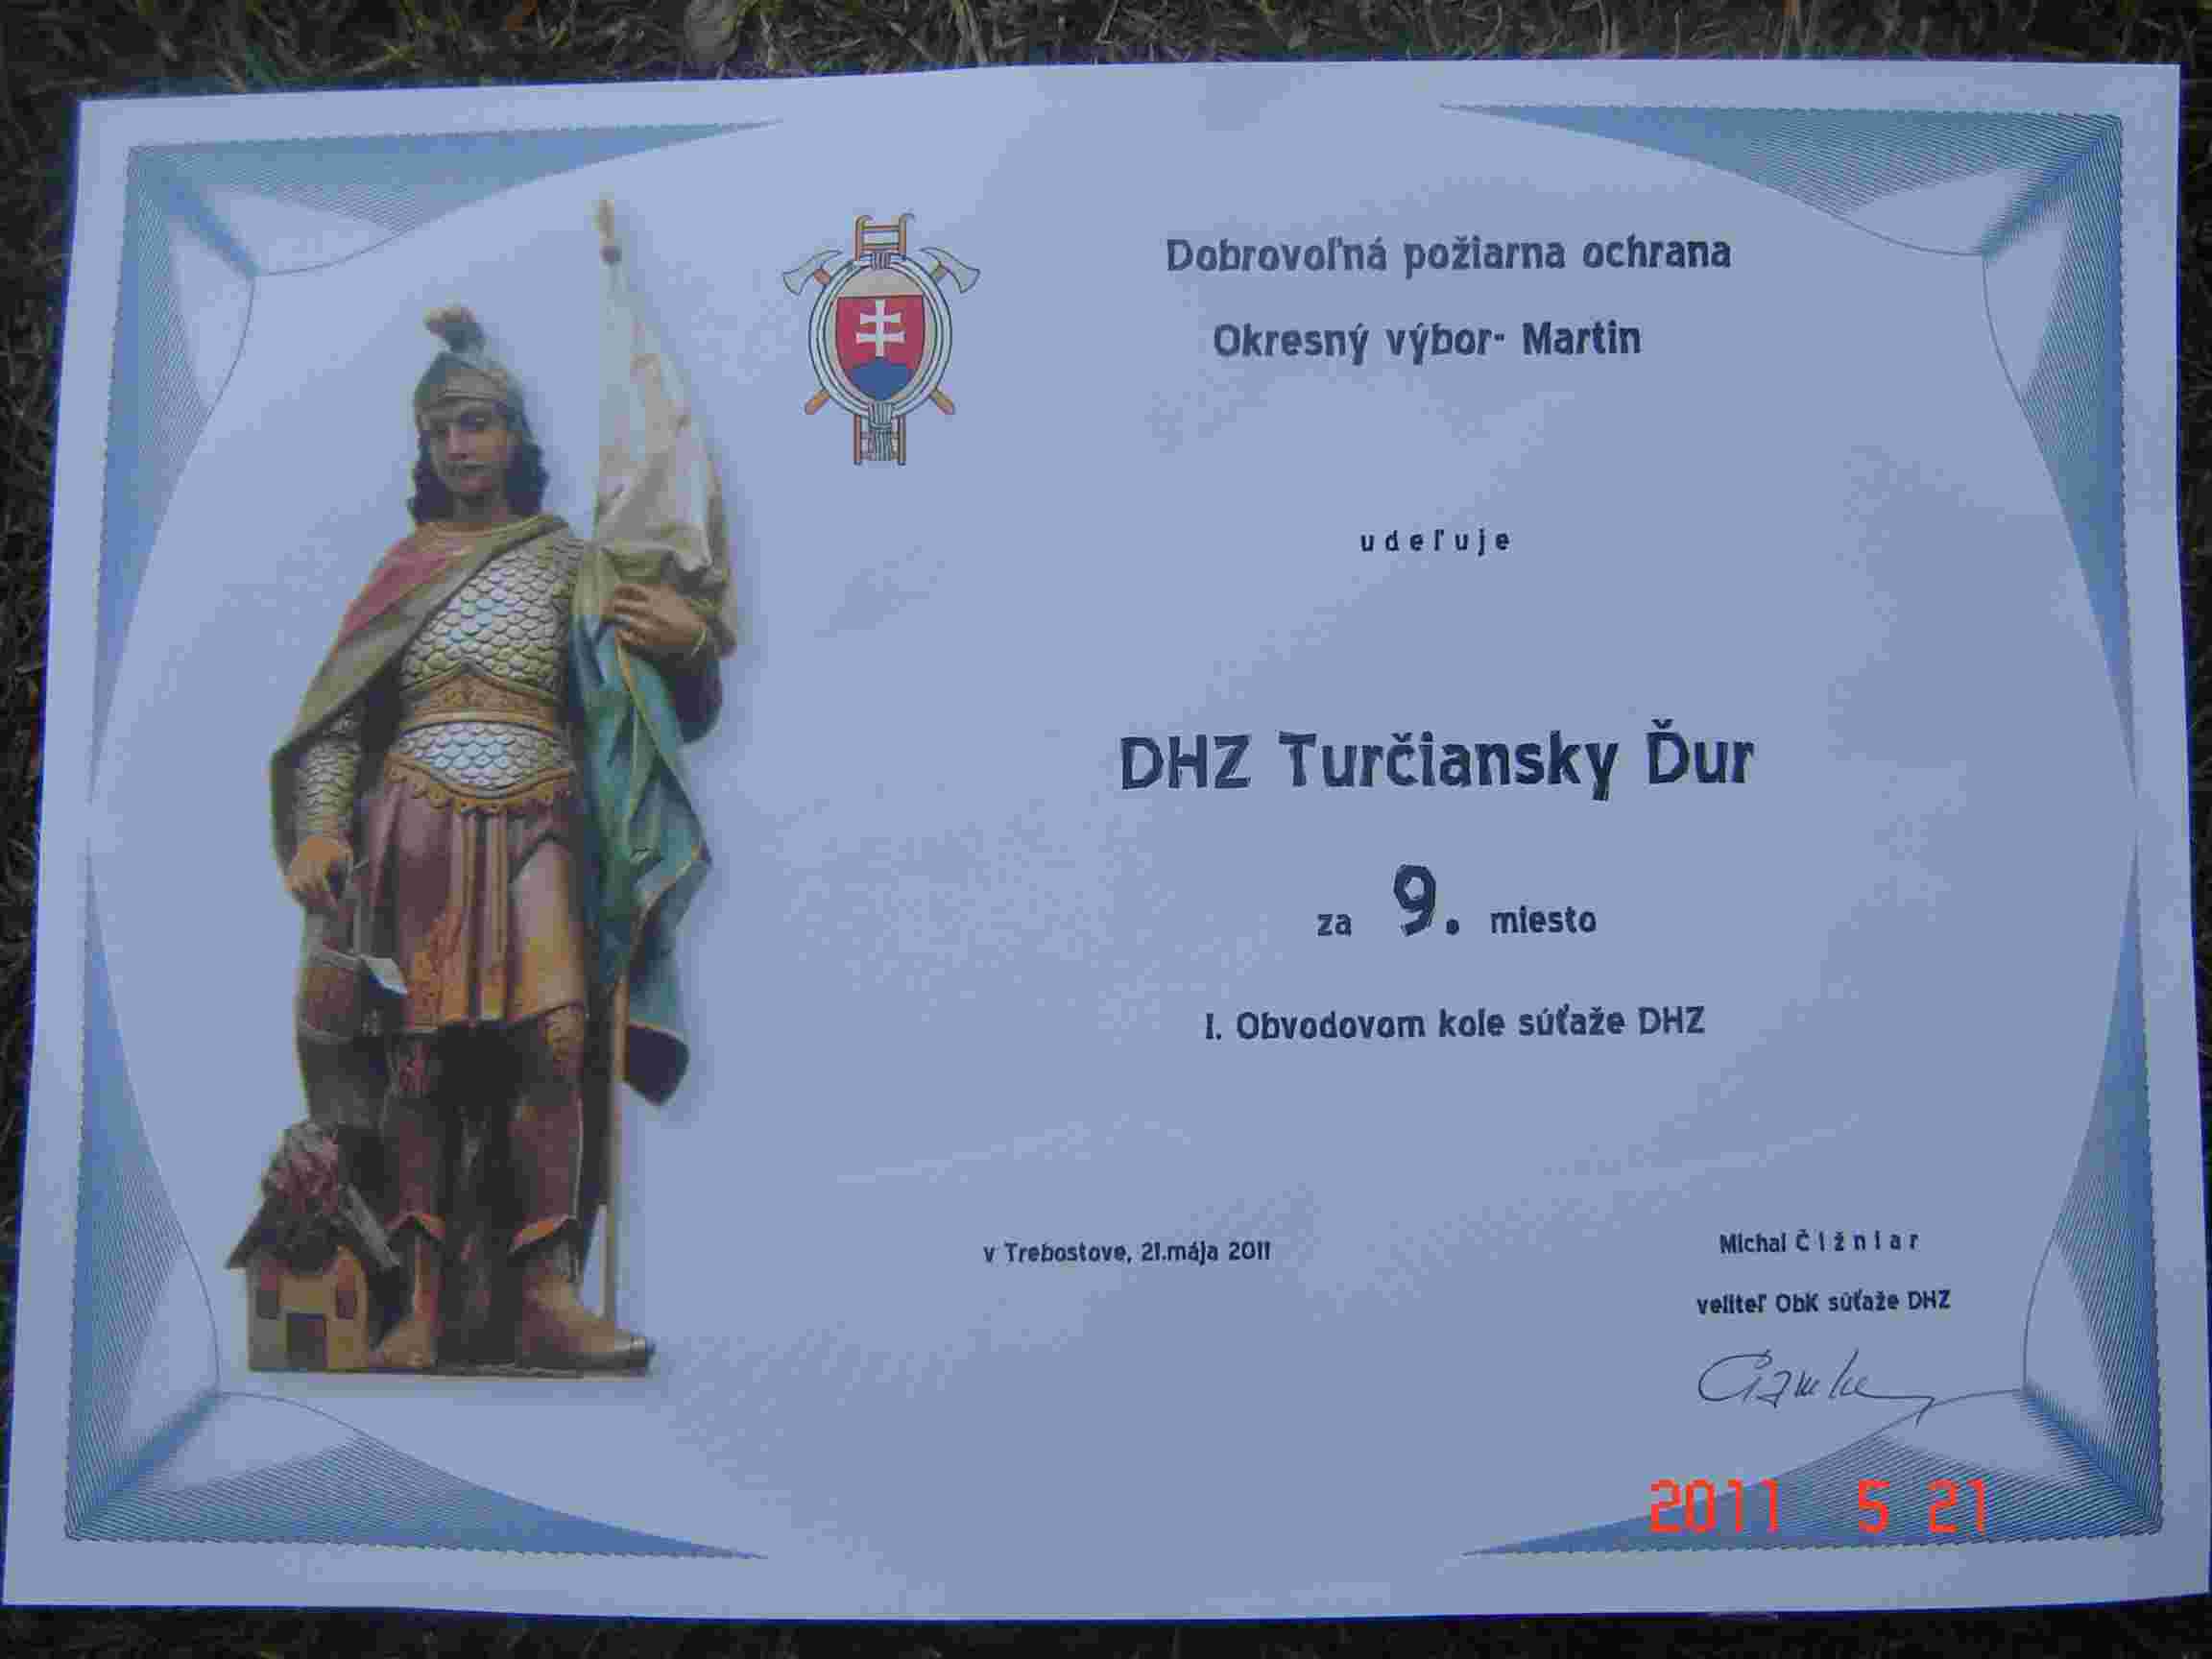 Dobrovoľná požiarna ochrana
Okresný výbor- Martin
udeľuje
DHZ Turčiansky Ďur
za 9. miesto
I. Obvodovom kole súťaže DHZ
v Trebostove, 21.mája 2011
Michal Čižniar
veliteľ ObK súťaže DHZ
2011 5 21